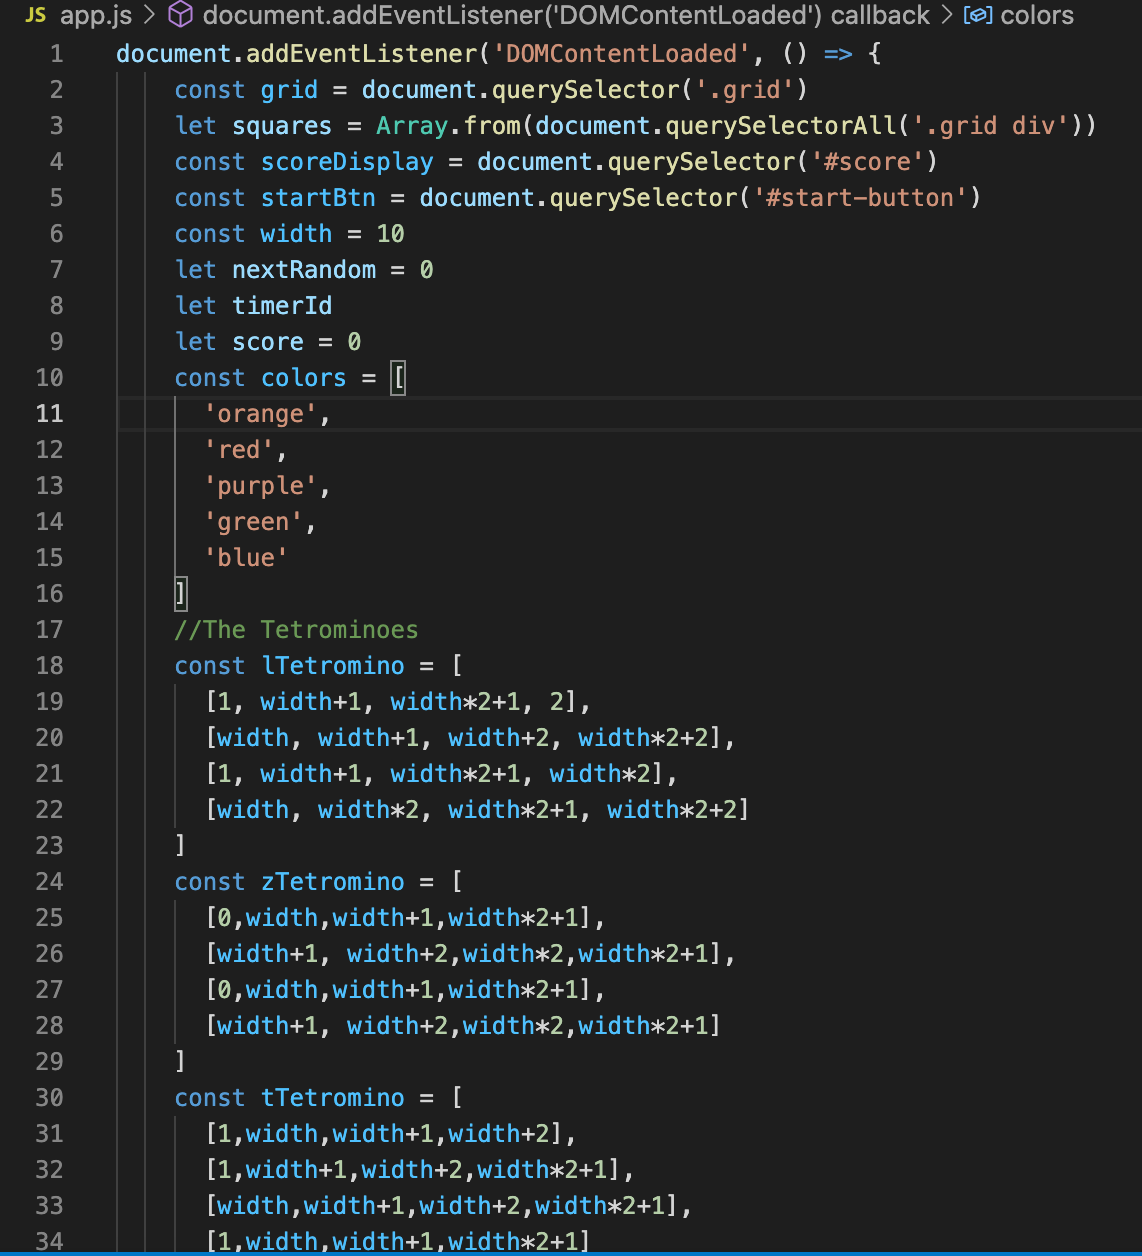 JS app.js > document.addEventListener('DOMContentLoaded') callback > colors
1 document.addEventListener('DOMContentLoaded', () => {
2 const grid = document.querySelector('.grid')
3 let squares = Array.from(document.querySelectorAll('.grid div'))
4 const scoreDisplay = document.querySelector('#score')
5 const startBtn = document.querySelector('#start-button')
6 const width = 10
7 let nextRandom = 0
8 let timerId
9 let score = 0
10 const colors = [
11 'orange',
12 'red',
13 'purple',
14 'green',
15 'blue'
16 ]
17 //The Tetrominoes
18 const lTetromino = [
19 [1, width+1, width*2+1, 2],
20 [width, width+1, width+2, width*2+2],
21 [1, width+1, width*2+1, width*2],
22 [width, width*2, width*2+1, width*2+2]
23 ]
24 const zTetromino = [
25 [0,width,width+1,width*2+1],
26 [width+1, width+2,width*2,width*2+1],
27 [0,width,width+1,width*2+1],
28 [width+1, width+2,width*2,width*2+1]
29 ]
30 const tTetromino = [
31 [1,width,width+1,width+2],
32 [1,width+1,width+2,width*2+1],
33 [width,width+1,width+2,width*2+1],
34 [1,width,width+1,width*2+1]